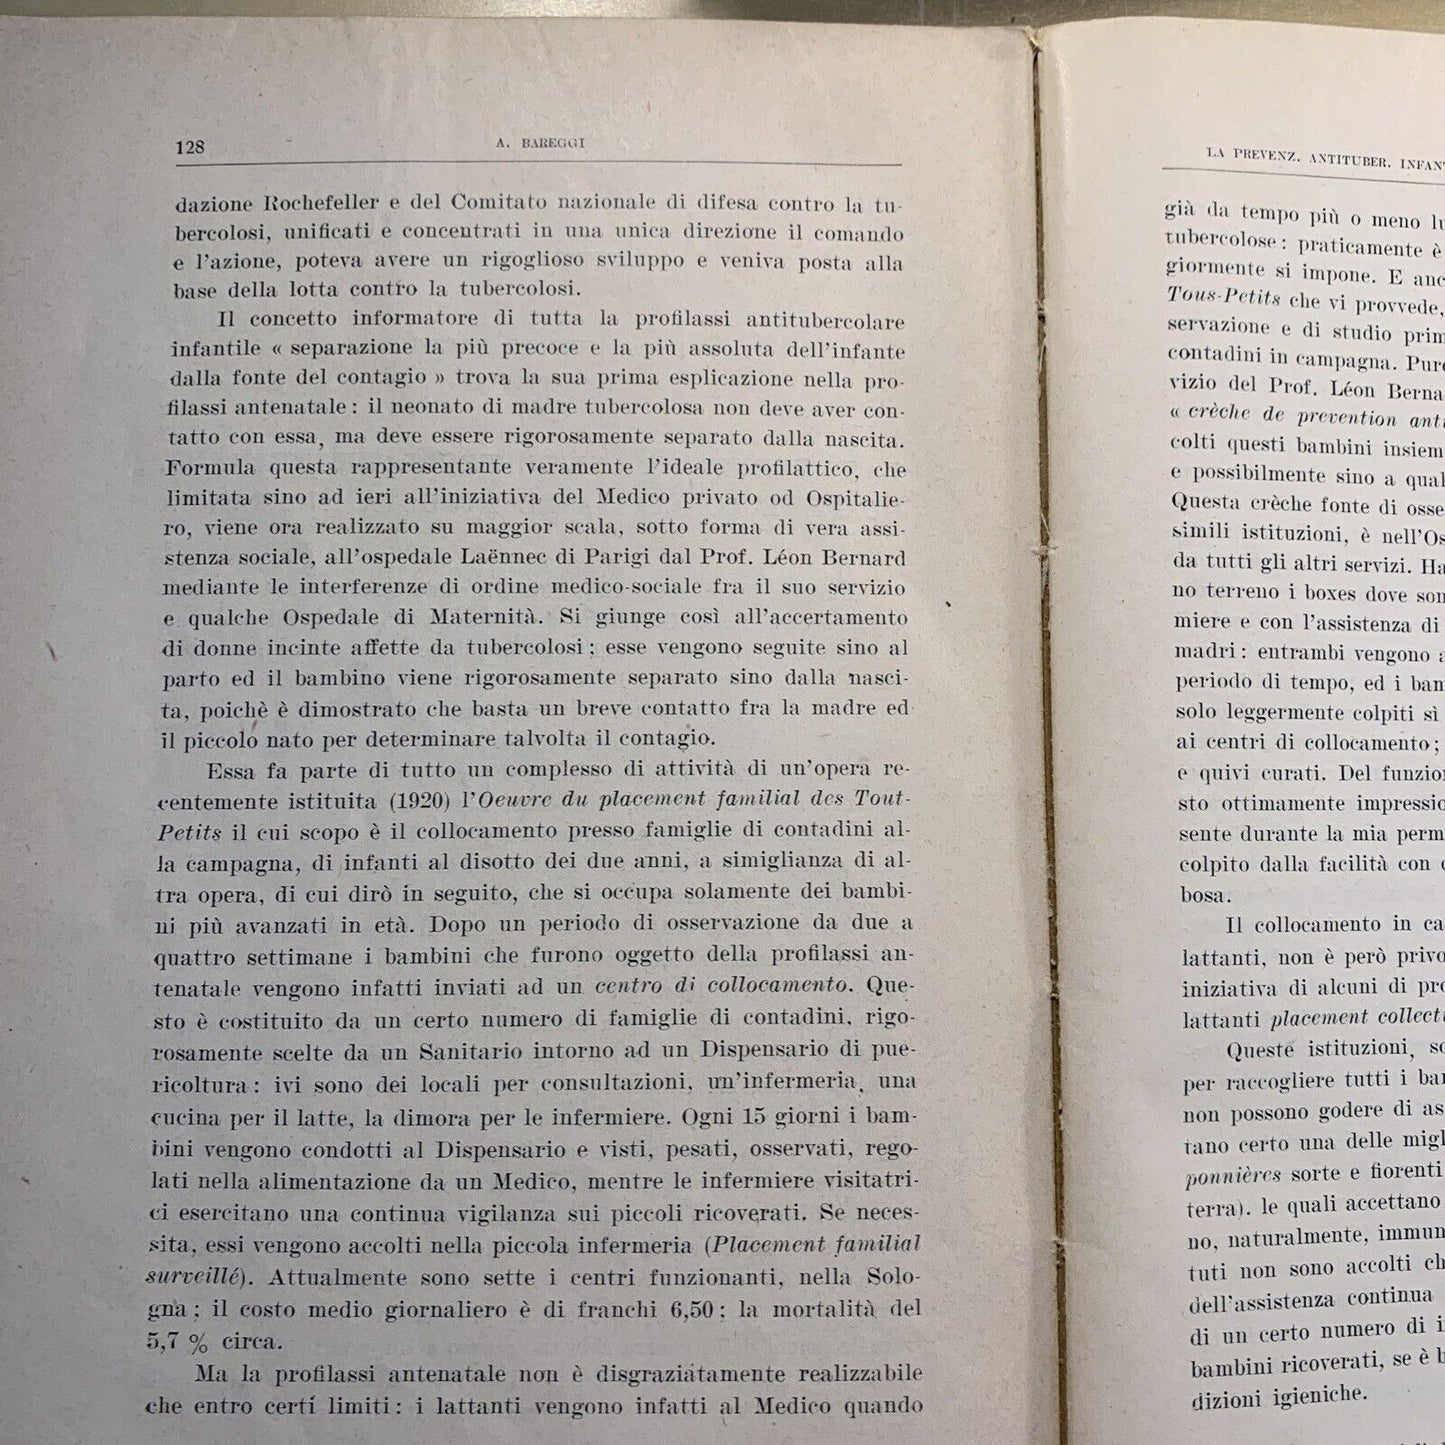 128
A. BAREGGI
dazione Rochefeller e del Comitato nazionale di difesa contro la tu-
bercolosi, unificati e concentrati in una unica direzione il comando
e l'azione, poteva avere un rigoglioso sviluppo e veniva posta alla
base della lotta contro la tubercolosi.
Il concetto informatore di tutta la profilassi antitubercolare
infantile « separazione la più precoce e la più assoluta dell'infante
dalla fonte del contagio » trova la sua prima esplicazione nella pro-
filassi antenatale: il neonato di madre tubercolosa non deve aver con-
tatto con essa, ma deve essere rigorosamente separato dalla nascita.
Formula questa rappresentante veramente l'ideale profilattico, che
limitata sino ad ieri all'iniziativa del Medico privato od Ospitalie-
ro, viene ora realizzato su maggior scala, sotto forma di vera assi-
stenza sociale, all'ospedale Laënnec di Parigi dal Prof. Léon Bernard
mediante le interferenze di ordine medico-sociale fra il suo servizio
e qualche Ospedale di Maternità. Si giunge così all'accertamento
di donne incinte affette da tubercolosi; esse vengono seguite sino al
parto ed il bambino viene rigorosamente separato sino dalla nasci-
ta, poichè è dimostrato che basta un breve contatto fra la madre ed
il piccolo nato per determinare talvolta il contagio.
Essa fa parte di tutto un complesso di attività di un'opera re-
centemente istituita (1920) l'Oeuvre du placement familial des Tout-
Petits il cui scopo è il collocamento presso famiglie di contadini al-
la campagna, di infanti al disotto dei due anni, a simiglianza di al-
tra opera, di cui dirò in seguito, che si occupa solamente dei bambi-
ni più avanzati in età. Dopo un periodo di osservazione da due a
quattro settimane i bambini che furono oggetto della profilassi an-
tenatale vengono infatti inviati ad un centro di collocamento. Que-
sto è costituito da un certo numero di famiglie di contadini, rigo-
rosamente scelte da un Sanitario intorno ad un Dispensario di pue-
ricoltura: ivi sono dei locali per consultazioni, un'infermeria, una
cucina per il latte, la dimora per le infermiere. Ogni 15 giorni i bam-
bini vengono condotti al Dispensario e visti, pesati, osservati, rego-
lati nella alimentazione da un Medico, mentre le infermiere visitatri-
ci esercitano una continua vigilanza sui piccoli ricoverati. Se neces-
sita, essi vengono accolti nella piccola infermeria (Placement familial
surveillé). Attualmente sono sette i centri funzionanti, nella Solo-
gna; il costo medio giornaliero è di franchi 6,50; la mortalità del
5,7 % circa.
Ma la profilassi antenatale non è disgraziatamente realizzabile
che entro certi limiti: i lattanti vengono infatti al Medico quando
LA PREVENZ. ANTITUBER. INFANT
già da tempo più o meno lu
tubercolose: praticamente è
giormente si impone. E anc
Tous-Petits che vi provvede,
servazione e di studio prim
contadini in campagna. Pure
vizio del Prof. Léon Berna
« crèche de prevention anti
colti questi bambini insiem
e possibilmente sino a qual
Questa crèche fonte di osse
simili istituzioni, è nell'Os
da tutti gli altri servizi. Ha
no terreno i boxes dove son
miere e con l'assistenza di
madri: entrambi vengono a
periodo di tempo, ed i bam
solo leggermente colpiti sì
ai centri di collocamento;
e quivi curati. Del funzion
sto ottimamente impressio
sente durante la mia perm
colpito dalla facilità con c
bosa.
Il collocamento in ca
lattanti, non è però privo
iniziativa di alcuni di pro
lattanti placement collecti
Queste istituzioni, so
per raccogliere tutti i bam
non possono godere di as
tano certo una delle migl
ponnières sorte e fiorenti
terra). le quali accettano
no, naturalmente, immun
tuti non sono accolti ch
dell'assistenza continua
di un certo numero di i
bambini ricoverati, se è b
dizioni igieniche.